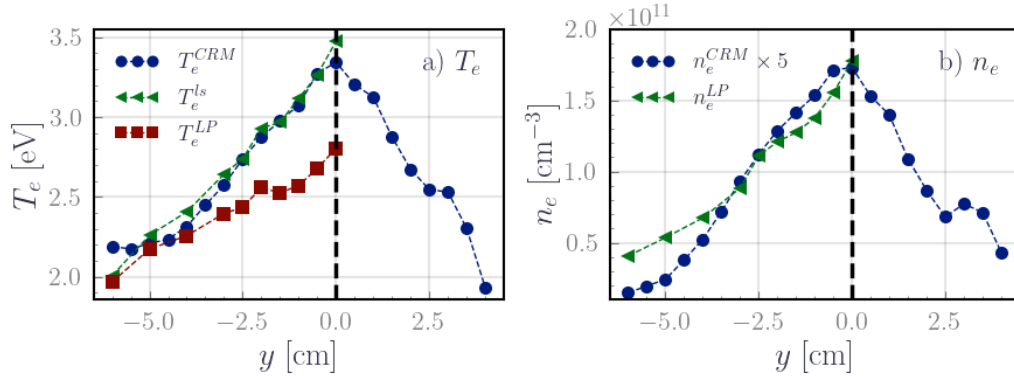 3.5
3.0
2.5
2.0
T_e [eV]
T_e^{CRM}
T_e^{ls}
T_e^{LP}
a) T_e
−5.0 −2.5 0.0 2.5
y [cm]
×10^{11}
2.0
1.5
1.0
0.5
n_e [cm^{−3}]
n_e^{CRM} × 5
n_e^{LP}
b) n_e
−5.0 −2.5 0.0 2.5
y [cm]